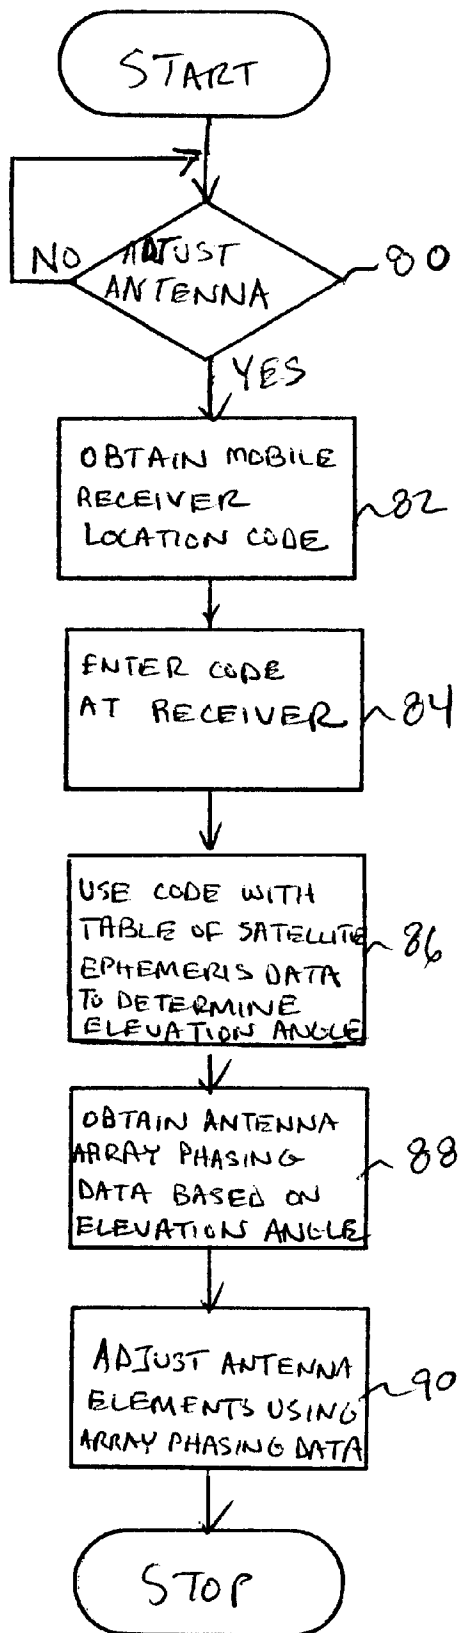 START
NO
ADJUST
ANTENNA
80
YES
OBTAIN MOBILE
RECEIVER
LOCATION CODE
82
ENTER CODE
AT RECEIVER
84
USE CODE WITH
TABLE OF SATELLITE
EPHEMERIS DATA
TO DETERMINE
ELEVATION ANGLE
86
OBTAIN ANTENNA
ARRAY PHASING
DATA BASED ON
ELEVATION ANGLE
88
ADJUST ANTENNA
ELEMENTS USING
ARRAY PHASING DATA
90
STOP